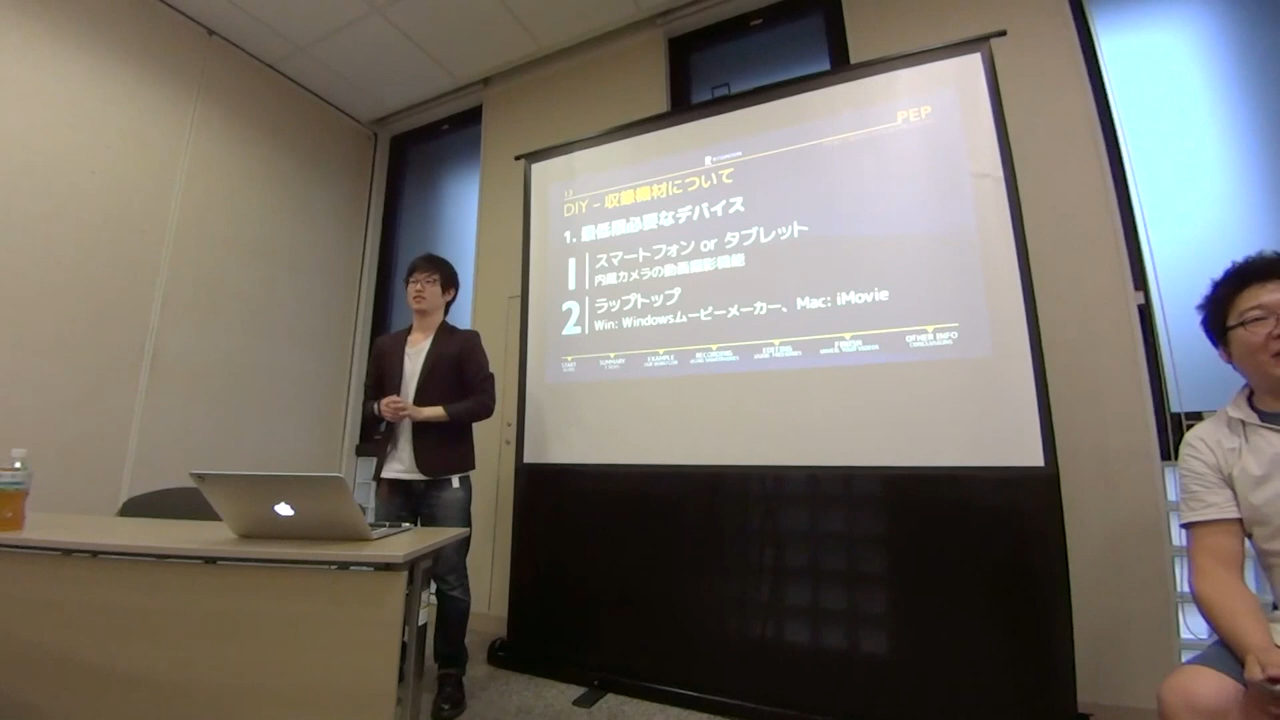 PEP
13
DIY – 収録機材について
1. 最低限必要なデバイス
1 スマートフォン or タブレット
内蔵カメラの動画撮影機能
2 ラップトップ
Win: Windowsムービーメーカー、Mac: iMovie
START
SUMMARY
EXAMPLE
RECORDING
EDITING
FINISH
OTHER INFO